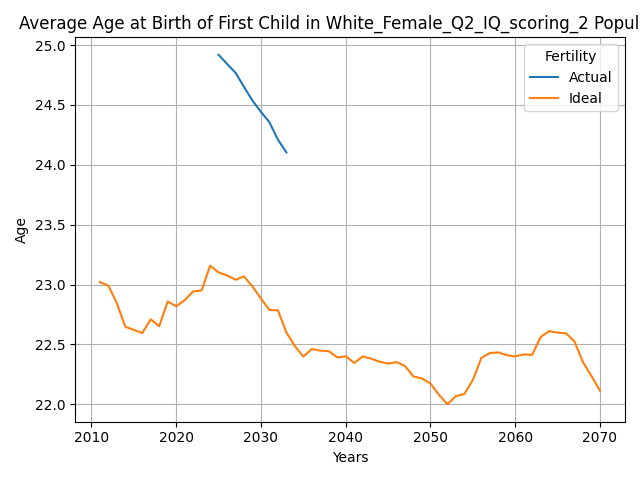 Average Age at Birth of First Child in White_Female_Q2_IQ_scoring_2 Popul
Fertility
Actual
Ideal
25.0
24.5
24.0
23.5
23.0
22.5
22.0
Age
2010 2020 2030 2040 2050 2060 2070
Years